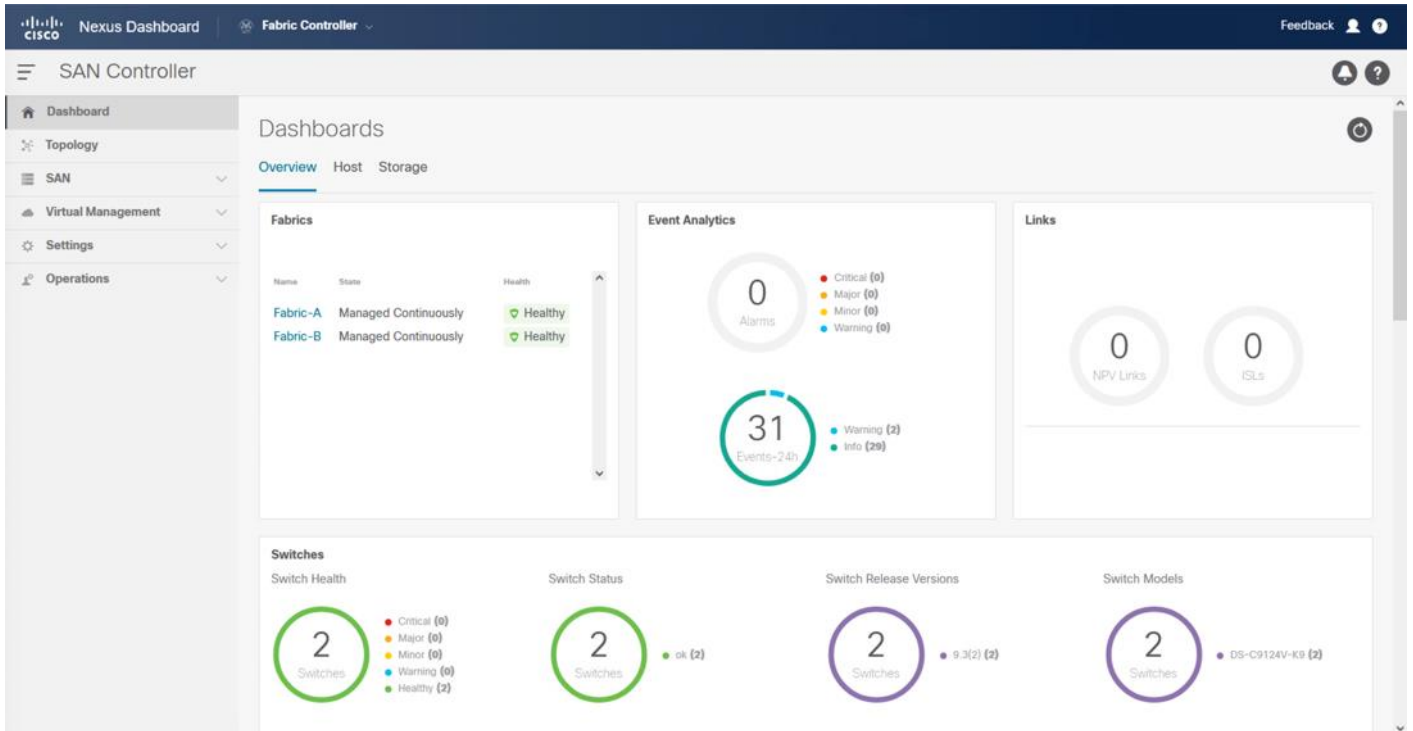 cisco Nexus Dashboard Fabric Controller Feedback ?
SAN Controller ?
Dashboard
Topology
SAN
Virtual Management
Settings
Operations
Dashboards
Overview Host Storage
Fabrics
Name State Health
Fabric-A Managed Continuously Healthy
Fabric-B Managed Continuously Healthy
Event Analytics
0
Alarms
Critical (0)
Major (0)
Minor (0)
Warning (0)
31
Events-24h
Warning (2)
Info (29)
Links
0
NPV Links
0
ISLs
Switches
Switch Health
2
Switches
Critical (0)
Major (0)
Minor (0)
Warning (0)
Healthy (2)
Switch Status
2
Switches
ok (2)
Switch Release Versions
2
Switches
9.3(2) (2)
Switch Models
2
Switches
DS-C9124V-K9 (2)